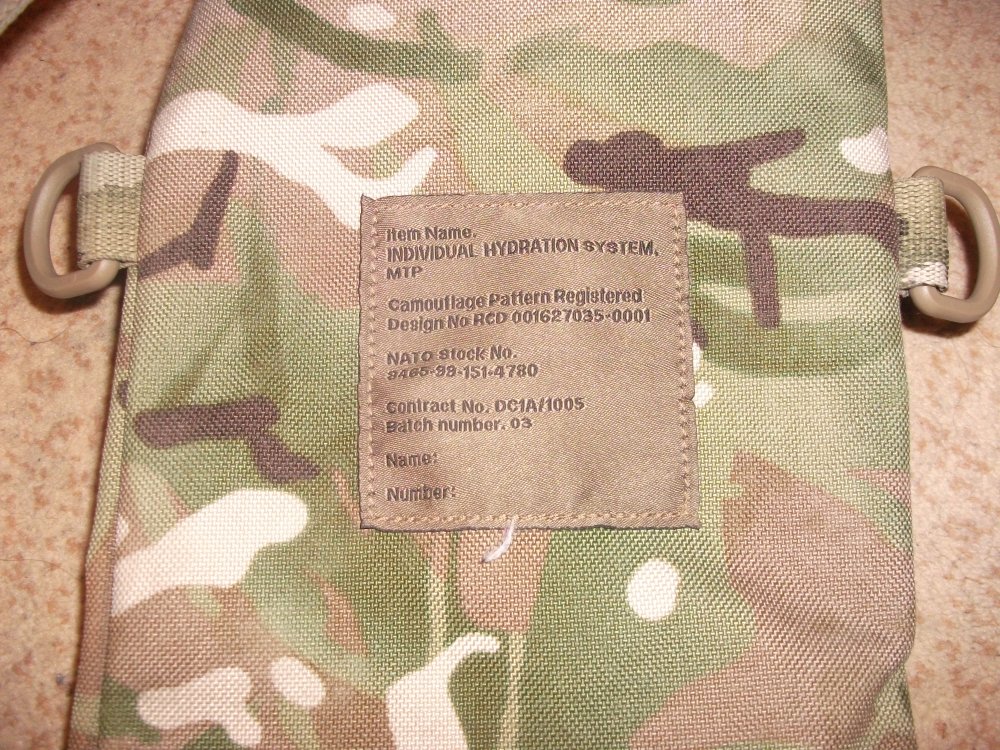 Item Name.
INDIVIDUAL HYDRATION SYSTEM,
MTP
Camouflage Pattern Registered
Design No RCD 001627035-0001
NATO Stock No.
8465-99-151-4780
Contract No. DC1A/1005
Batch number. 03
Name:
Number: